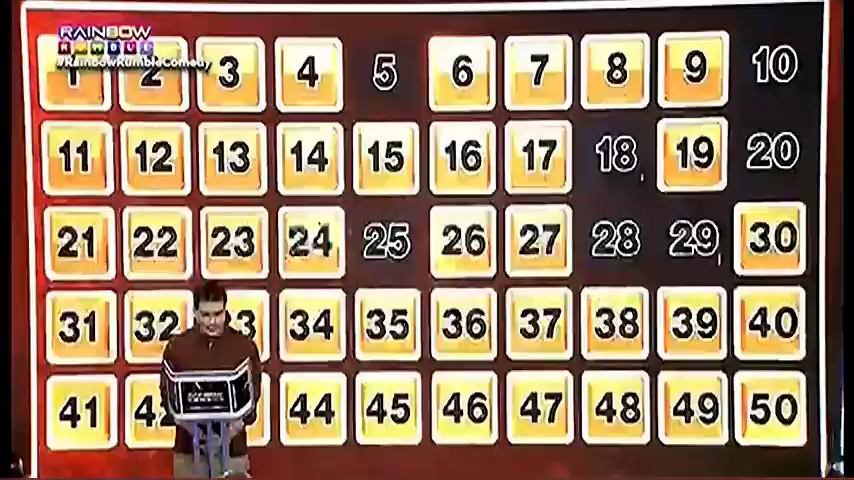 RAINBOW
RUMBLE
#RainbowRumbleComedy
1 2 3 4 5 6 7 8 9 10
11 12 13 14 15 16 17 18 19 20
21 22 23 24 25 26 27 28 29 30
31 32 3 34 35 36 37 38 39 40
41 4 44 45 46 47 48 49 50